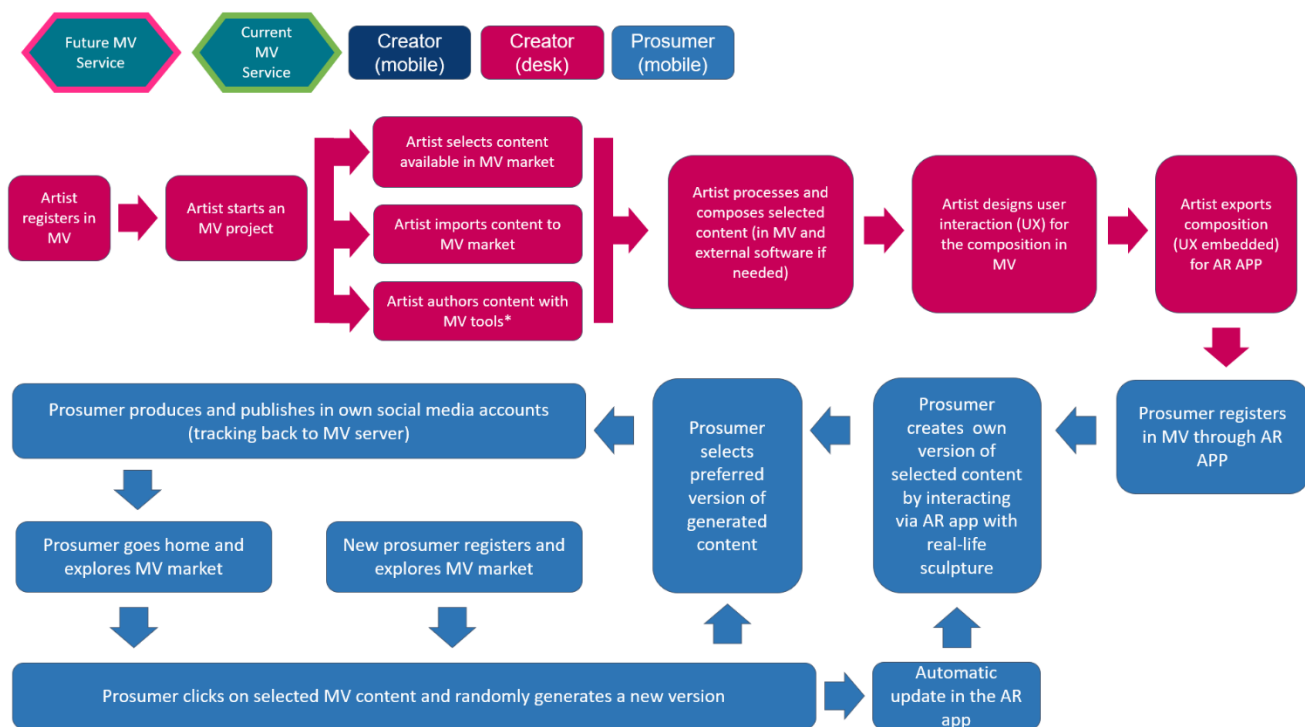 Future MV
Service
Current
MV
Service
Creator
(mobile)
Creator
(desk)
Prosumer
(mobile)
Artist
registers in
MV
Artist starts an
MV project
Artist selects content
available in MV market
Artist imports content to
MV market
Artist authors content with
MV tools*
Artist processes and
composes selected
content (in MV and
external software if
needed)
Artist designs user
interaction (UX) for
the composition in
MV
Artist exports
composition
(UX embedded)
for AR APP
Prosumer registers
in MV through AR
APP
Prosumer
creates own
version of
selected content
by interacting
via AR app with
real-life
sculpture
Prosumer
selects
preferred
version of
generated
content
Prosumer produces and publishes in own social media accounts
(tracking back to MV server)
Prosumer goes home and
explores MV market
New prosumer registers and
explores MV market
Prosumer clicks on selected MV content and randomly generates a new version
Automatic
update in the AR
app